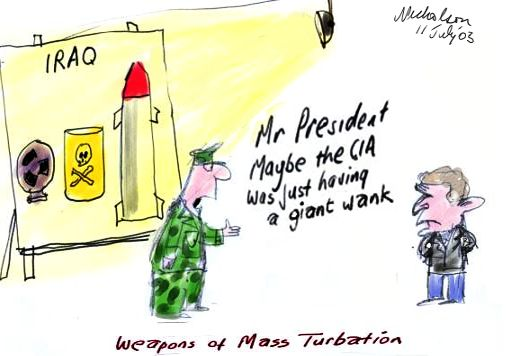 Nicholson
11 July '03
IRAQ
Mr President
Maybe the CIA
was just having
a giant wank
Weapons of Mass Turbation